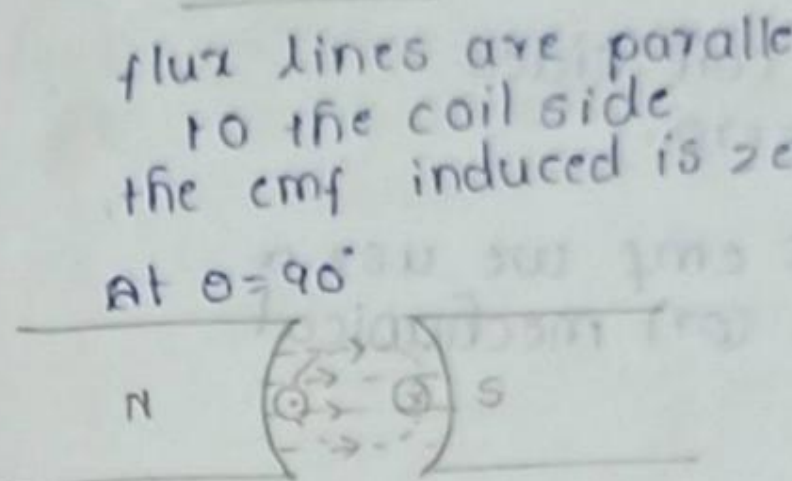 flux lines are paralle
to the coil side
the emf induced is ze
At θ=90°
N S